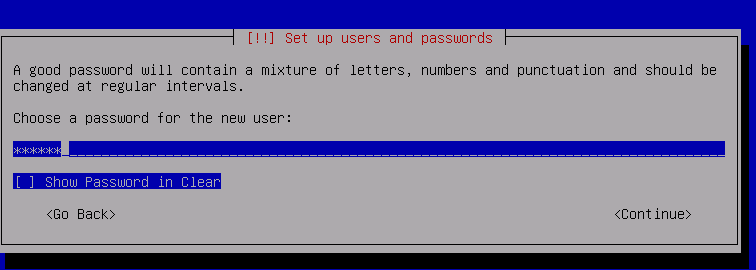 [!!] Set up users and passwords
A good password will contain a mixture of letters, numbers and punctuation and should be
changed at regular intervals.
Choose a password for the new user:
******
[ ] Show Password in Clear
<Go Back> <Continue>